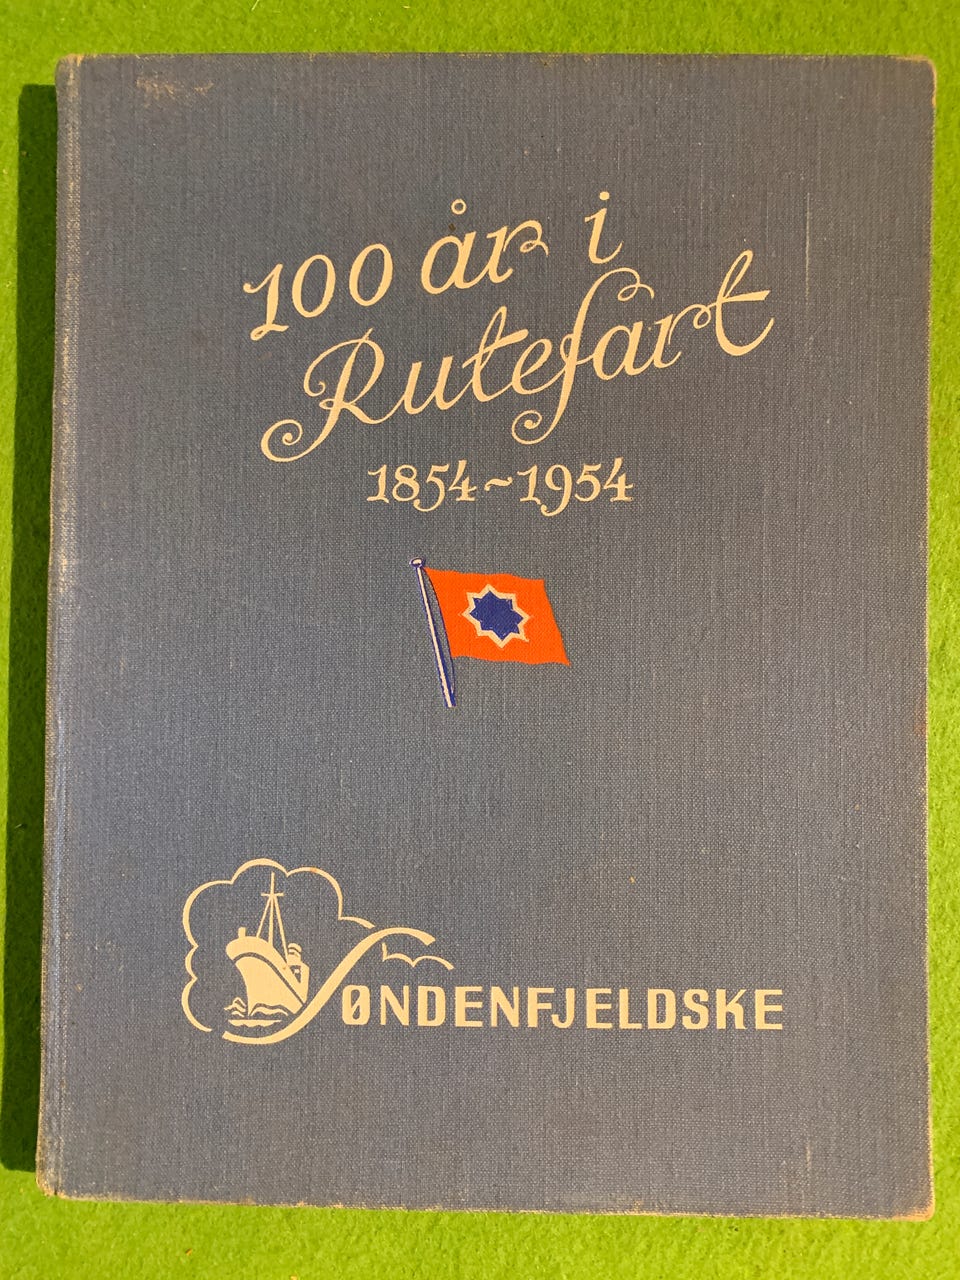 100 år i
Rutefart
1854~1954
SØNDENFJELDSKE